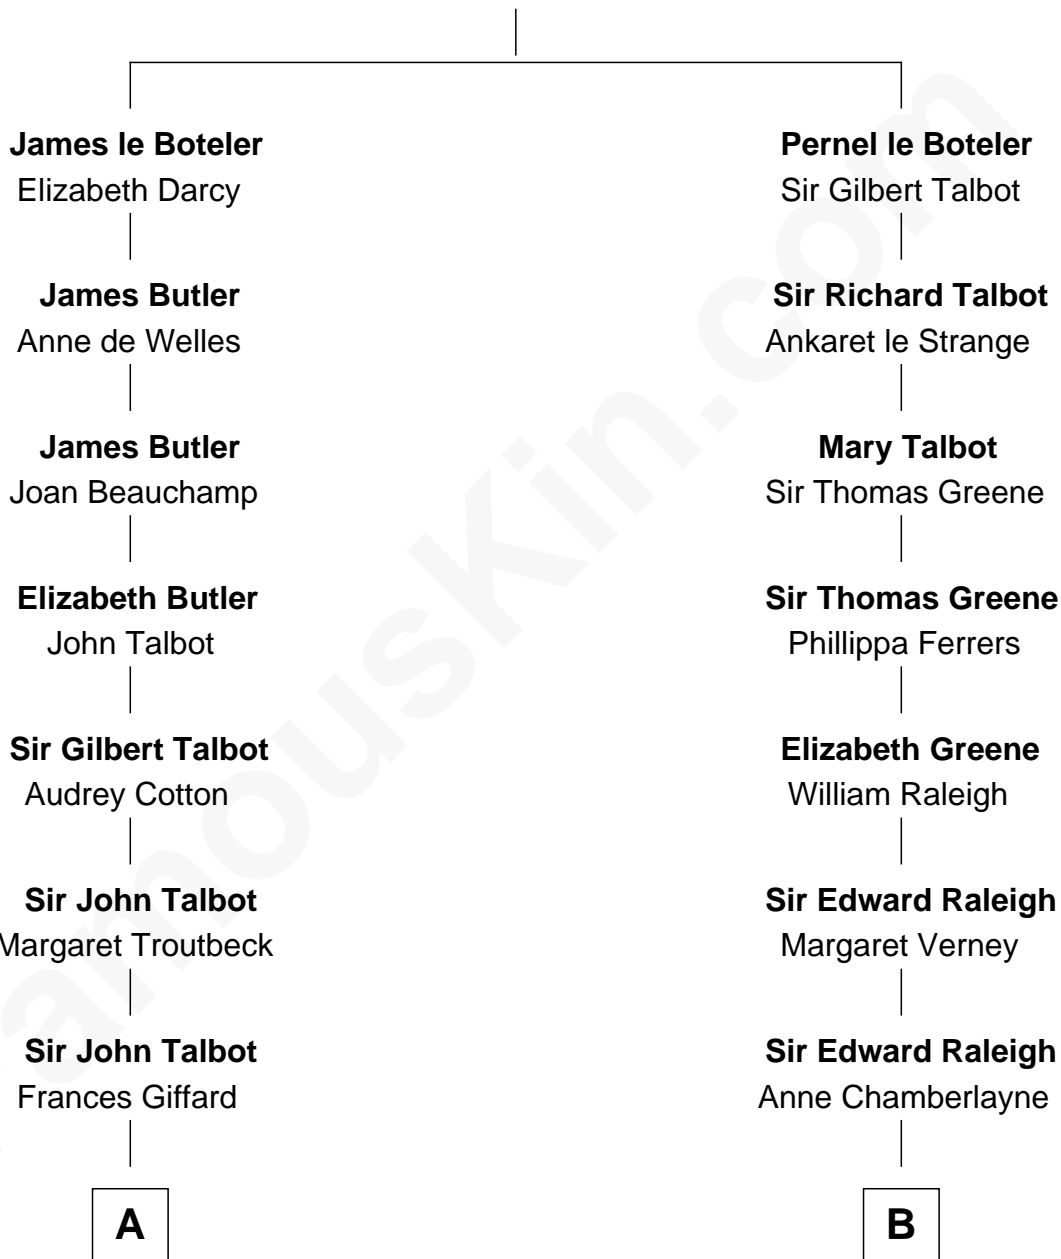 James le Boteler
Elizabeth Darcy
James Butler
Anne de Welles
James Butler
Joan Beauchamp
Elizabeth Butler
John Talbot
Sir Gilbert Talbot
Audrey Cotton
Sir John Talbot
Margaret Troutbeck
Sir John Talbot
Frances Giffard
A
Pernel le Boteler
Sir Gilbert Talbot
Sir Richard Talbot
Ankaret le Strange
Mary Talbot
Sir Thomas Greene
Sir Thomas Greene
Phillippa Ferrers
Elizabeth Greene
William Raleigh
Sir Edward Raleigh
Margaret Verney
Sir Edward Raleigh
Anne Chamberlayne
B
amouskin.com